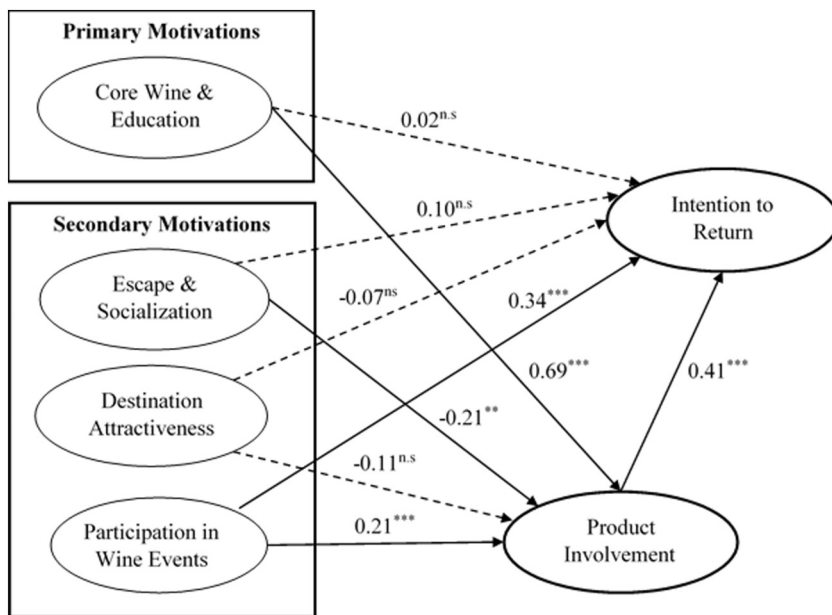 Primary Motivations
Core Wine &
Education
0.02n.s
Secondary Motivations
0.10n.s
Intention to
Return
Escape &
Socialization
-0.07ns
0.34***
0.69***
0.41***
Destination
Attractiveness
-0.21**
-0.11n.s
Participation in
Wine Events
0.21***
Product
Involvement